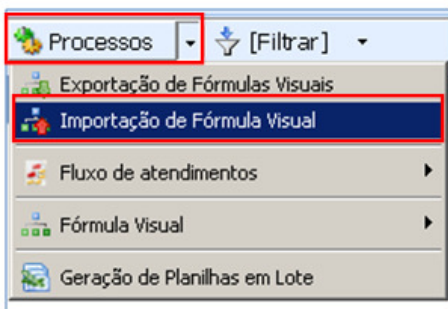 Processos [Filtrar]
Exportação de Fórmulas Visuais
Importação de Fórmula Visual
Fluxo de atendimentos
Fórmula Visual
Geração de Planilhas em Lote